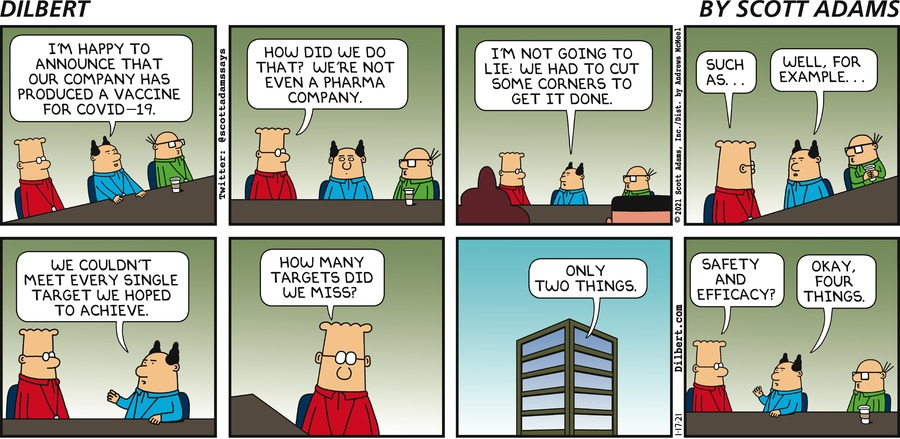 DILBERT
BY SCOTT ADAMS
I'M HAPPY TO
ANNOUNCE THAT
OUR COMPANY HAS
PRODUCED A VACCINE
FOR COVID–19.
Twitter: @scottadamssays
HOW DID WE DO
THAT? WE'RE NOT
EVEN A PHARMA
COMPANY.
I'M NOT GOING TO
LIE: WE HAD TO CUT
SOME CORNERS TO
GET IT DONE.
© 2021 Scott Adams, Inc./Dist. by Andrews McMeel
SUCH
AS...
WELL, FOR
EXAMPLE...
WE COULDN'T
MEET EVERY SINGLE
TARGET WE HOPED
TO ACHIEVE.
HOW MANY
TARGETS DID
WE MISS?
ONLY
TWO THINGS.
Dilbert.com
1-17-21
SAFETY
AND
EFFICACY?
OKAY,
FOUR
THINGS.